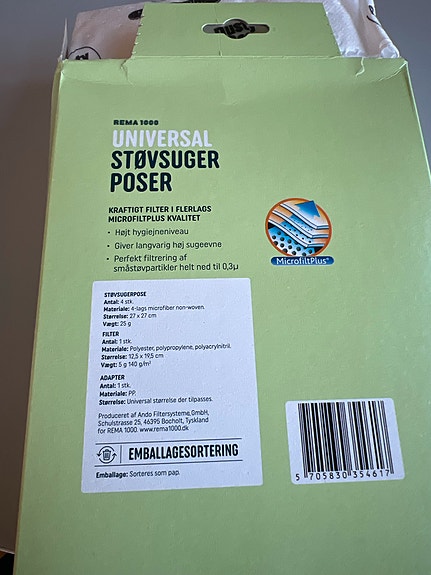 REMA 1000
UNIVERSAL
STØVSUGER
POSER
KRAFTIGT FILTER I FLERLAGS
MICROFILTPLUS KVALITET
• Højt hygiejneniveau
• Giver langvarig høj sugeevne
• Perfekt filtrering af
småstøvpartikler helt ned til 0,3µ
MicrofiltPlus®
STØVSUGERPOSE
Antal: 4 stk.
Materiale: 4-lags microfiber non-woven.
Størrelse: 27 x 27 cm
Vægt: 25 g
FILTER
Antal: 1 stk.
Materiale: Polyester, polypropylene, polyacrylnitril.
Størrelse: 12,5 x 19,5 cm
Vægt: 5 g 140 g/m²
ADAPTER
Antal: 1 stk.
Materiale: PP.
Størrelse: Universal størrelse der tilpasses.
Produceret af Ando Filtersysteme, GmbH,
Schulstrasse 25, 46395 Bocholt, Tyskland
for REMA 1000. www.rema1000.dk
EMBALLAGESORTERING
Emballage: Sorteres som pap.
5 705830 354617